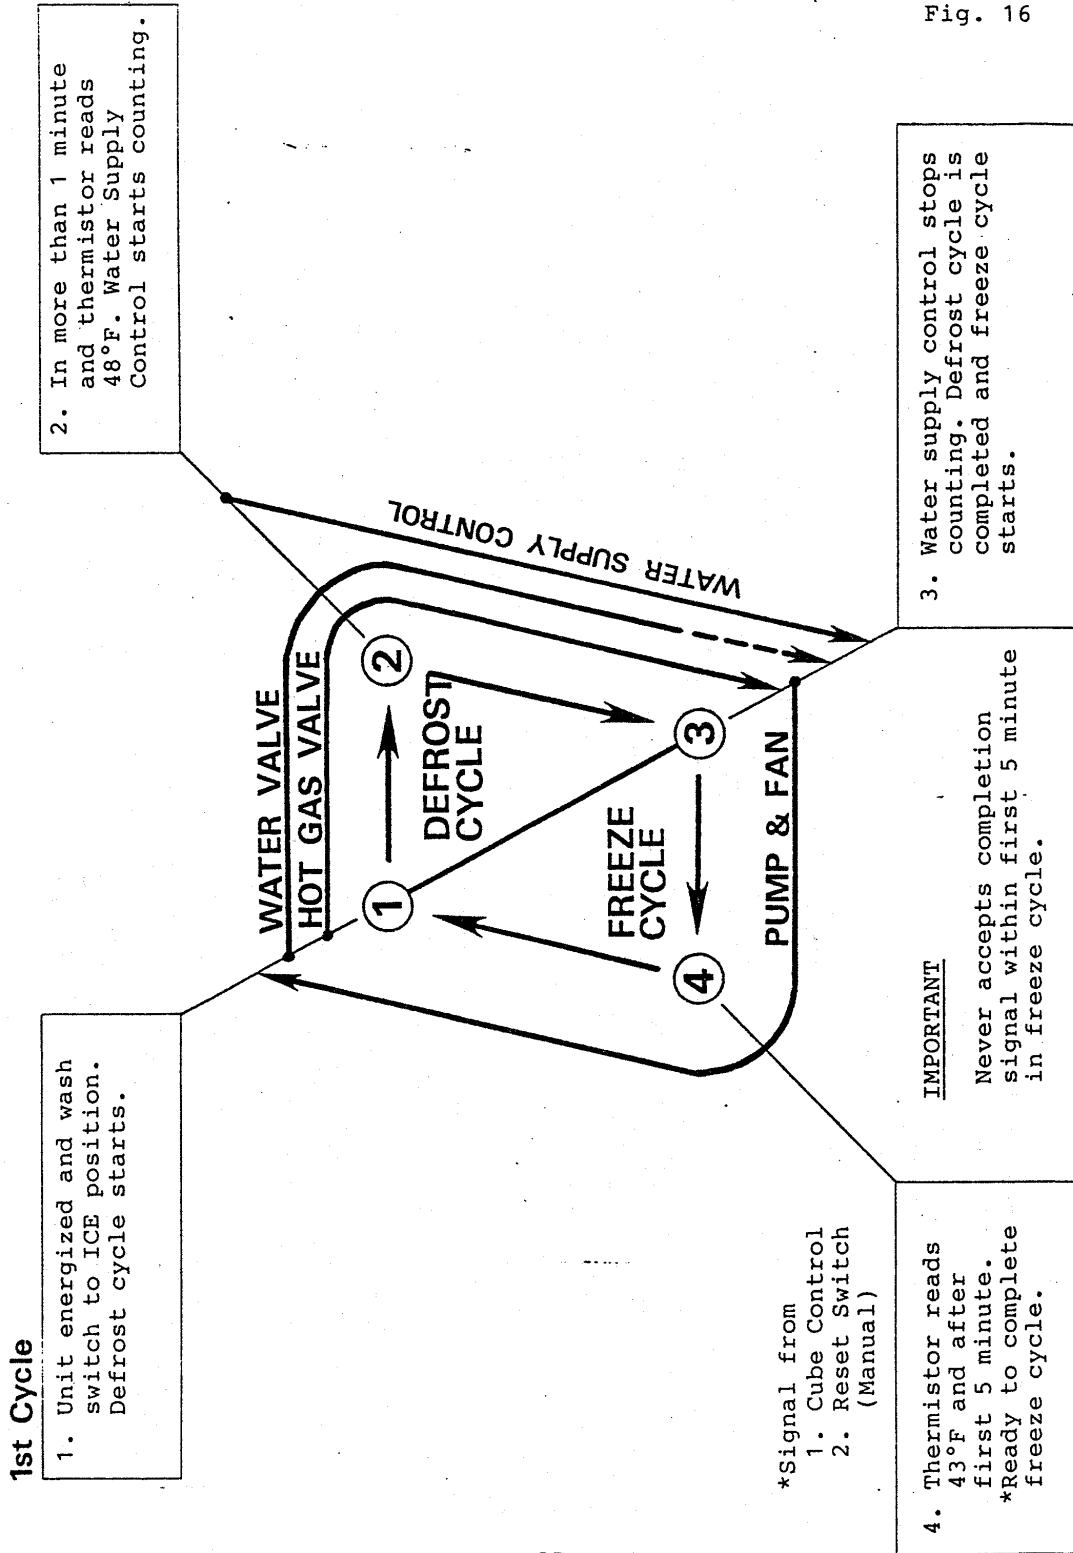 1st Cycle
1. Unit energized and wash
switch to ICE position.
Defrost cycle starts.
2. In more than 1 minute
and thermistor reads
48°F. Water Supply
Control starts counting.
WATER VALVE
HOT GAS VALVE
1
2
DEFROST
CYCLE
WATER SUPPLY CONTROL
FREEZE
CYCLE
4
3
PUMP & FAN
*Signal from
1. Cube Control
2. Reset Switch
(Manual)
4. Thermistor reads
43°F and after
first 5 minute.
*Ready to complete
freeze cycle.
IMPORTANT
Never accepts completion
signal within first 5 minute
in freeze cycle.
3. Water supply control stops
counting. Defrost cycle is
completed and freeze cycle
starts.
Fig. 16